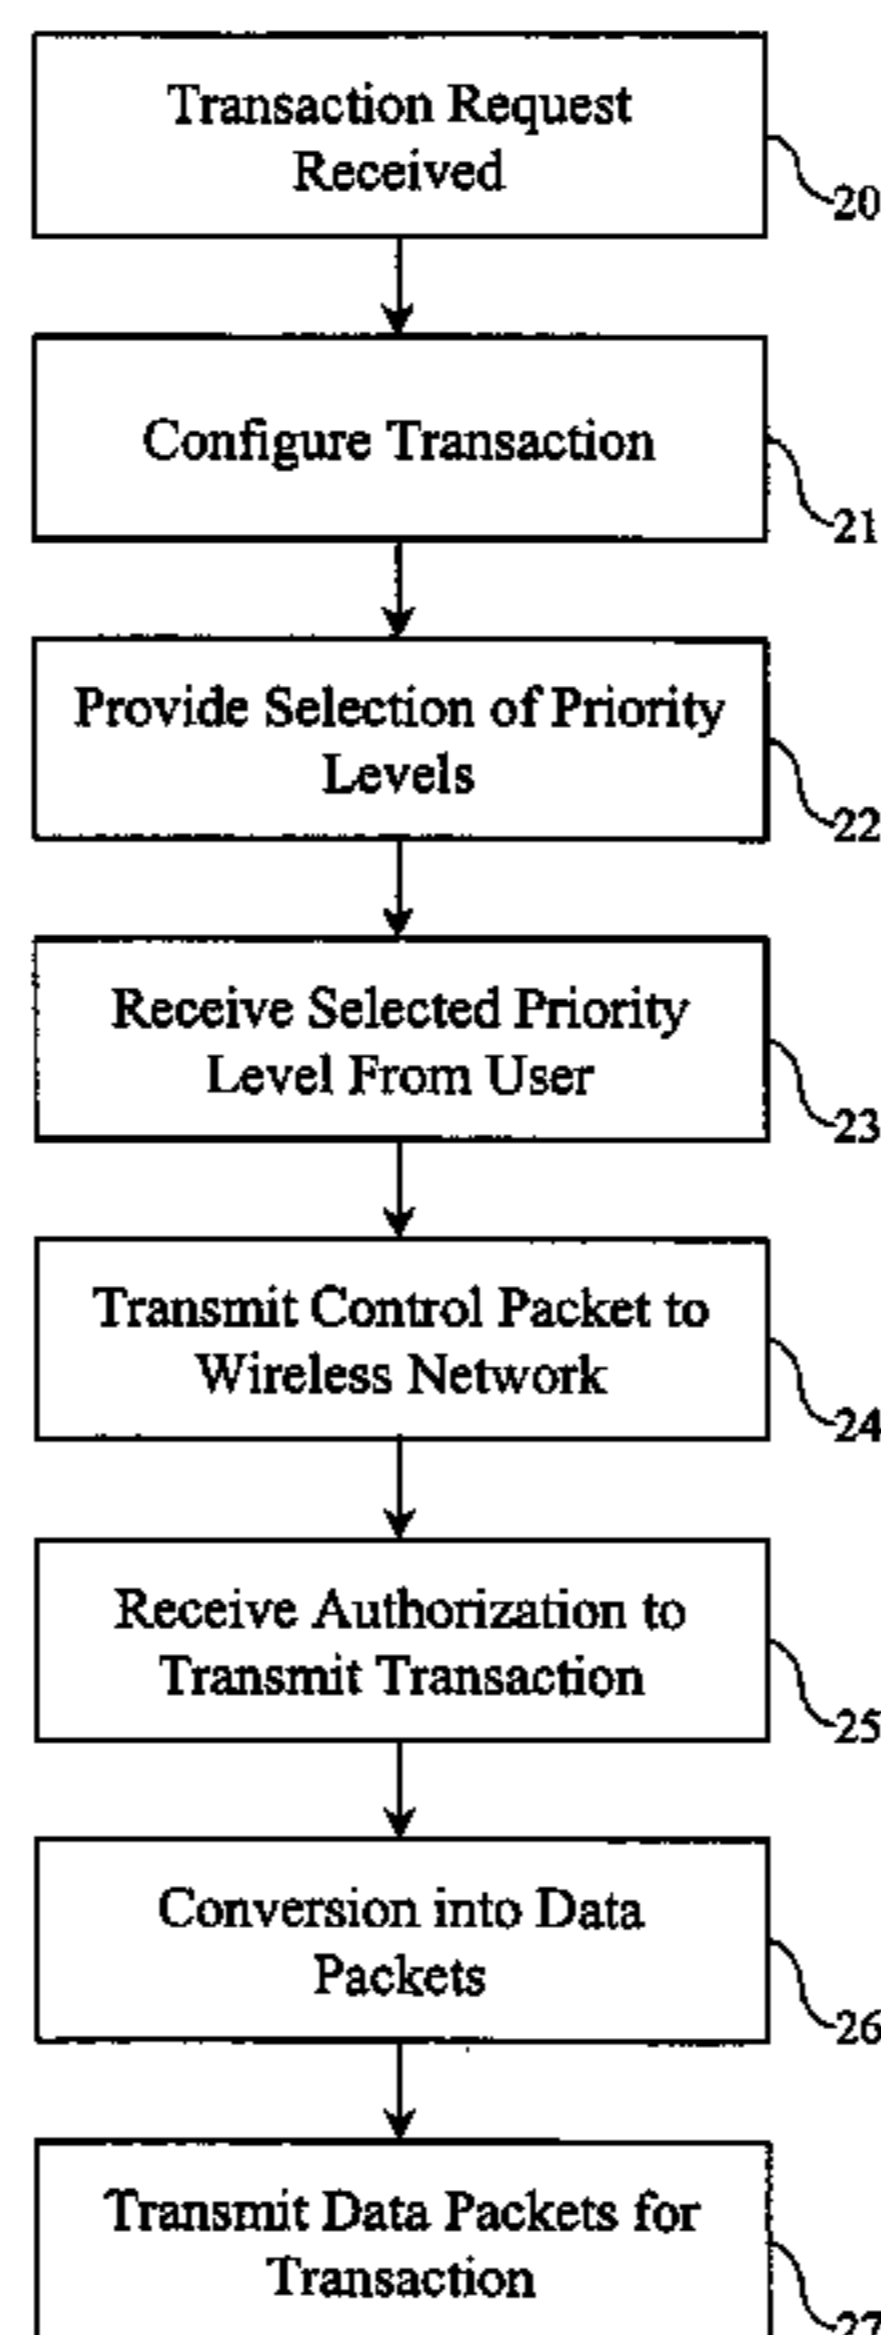 Transaction Request
Received
20
Configure Transaction
21
Provide Selection of Priority
Levels
22
Receive Selected Priority
Level From User
23
Transmit Control Packet to
Wireless Network
24
Receive Authorization to
Transmit Transaction
25
Conversion into Data
Packets
26
Transmit Data Packets for
Transaction
27